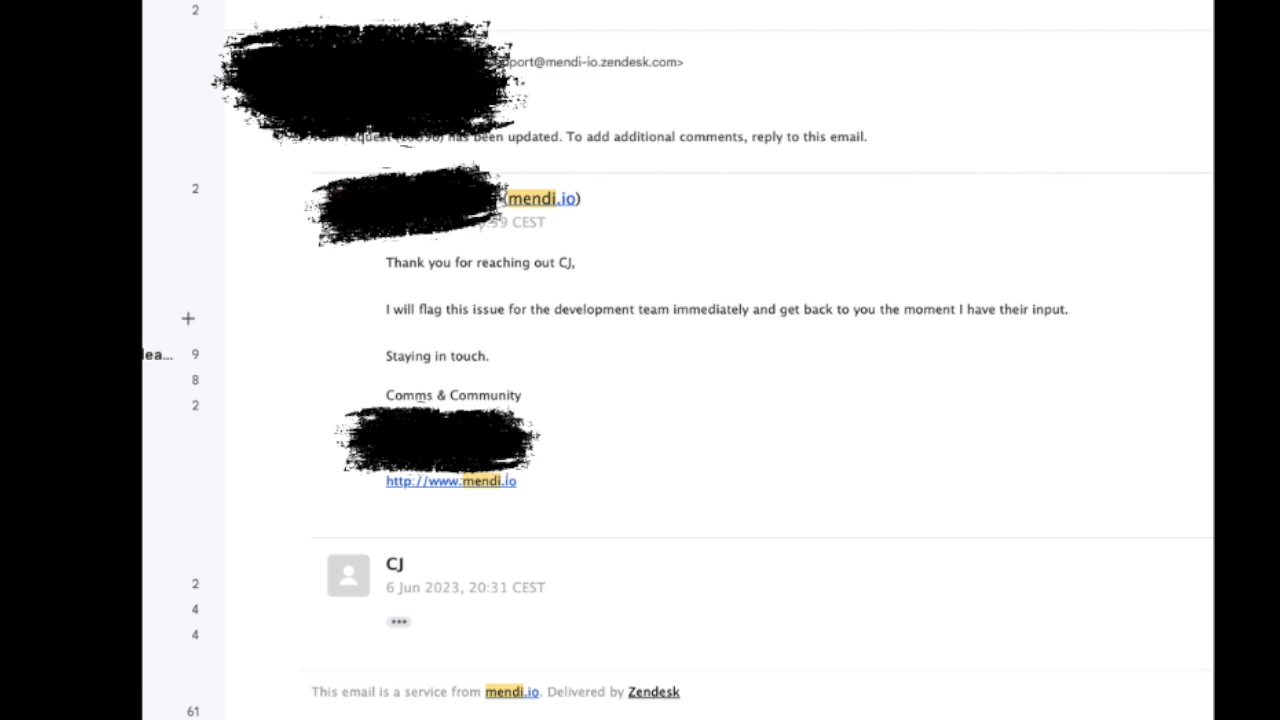 2
port@mendi-io.zendesk.com>
request has been updated. To add additional comments, reply to this email.
2
(mendi.io)
:39 CEST
Thank you for reaching out CJ,
I will flag this issue for the development team immediately and get back to you the moment I have their input.
+
lea... 9
Staying in touch.
8
Comms & Community
2
http://www.mendi.io
CJ
2
6 Jun 2023, 20:31 CEST
4
•••
4
This email is a service from mendi.io. Delivered by Zendesk
61